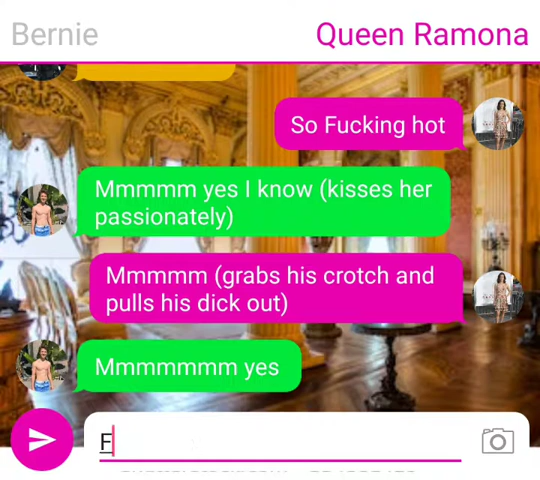 Bernie
Queen Ramona
So Fucking hot
Mmmmm yes I know (kisses her
passionately)
Mmmmm (grabs his crotch and
pulls his dick out)
Mmmmmmm yes
F